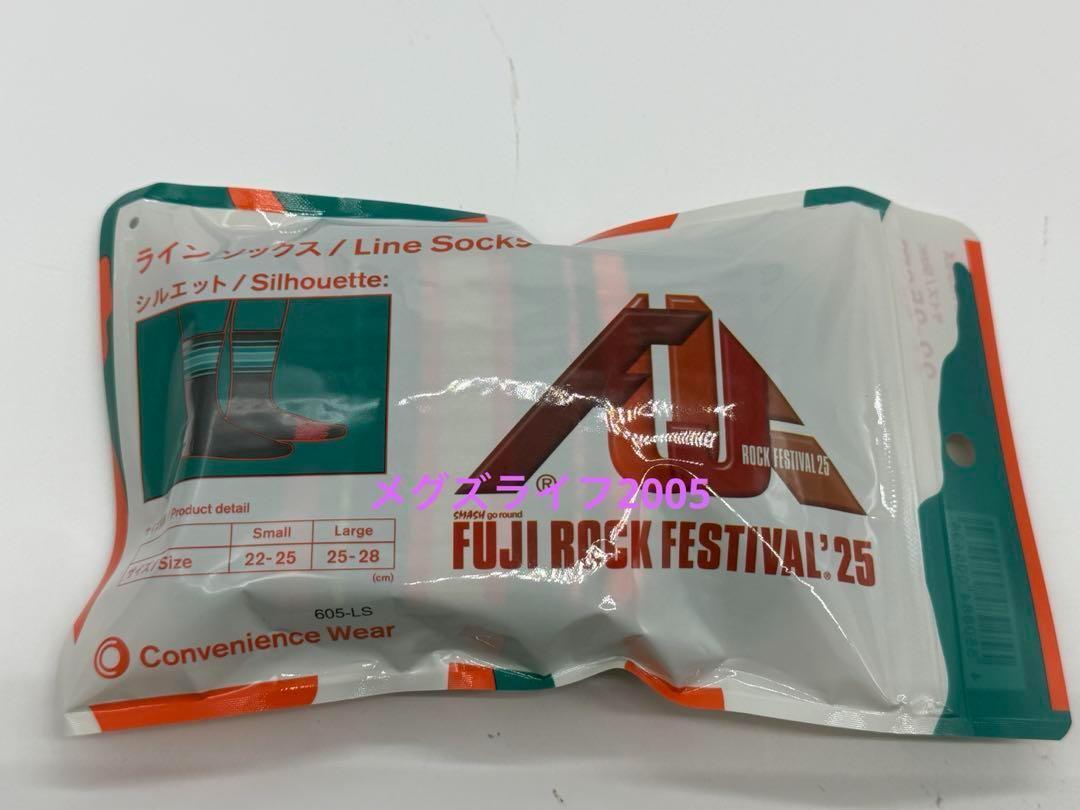 ライン ソックス / Line Socks
シルエット / Silhouette:
Product detail
Small Large
サイズ/Size 22-25 25-28
(cm)
605-LS
Convenience Wear
FUJI
ROCK FESTIVAL 25
®
SMASH go round
FUJI ROCK FESTIVAL'®25
メグズライフ2005